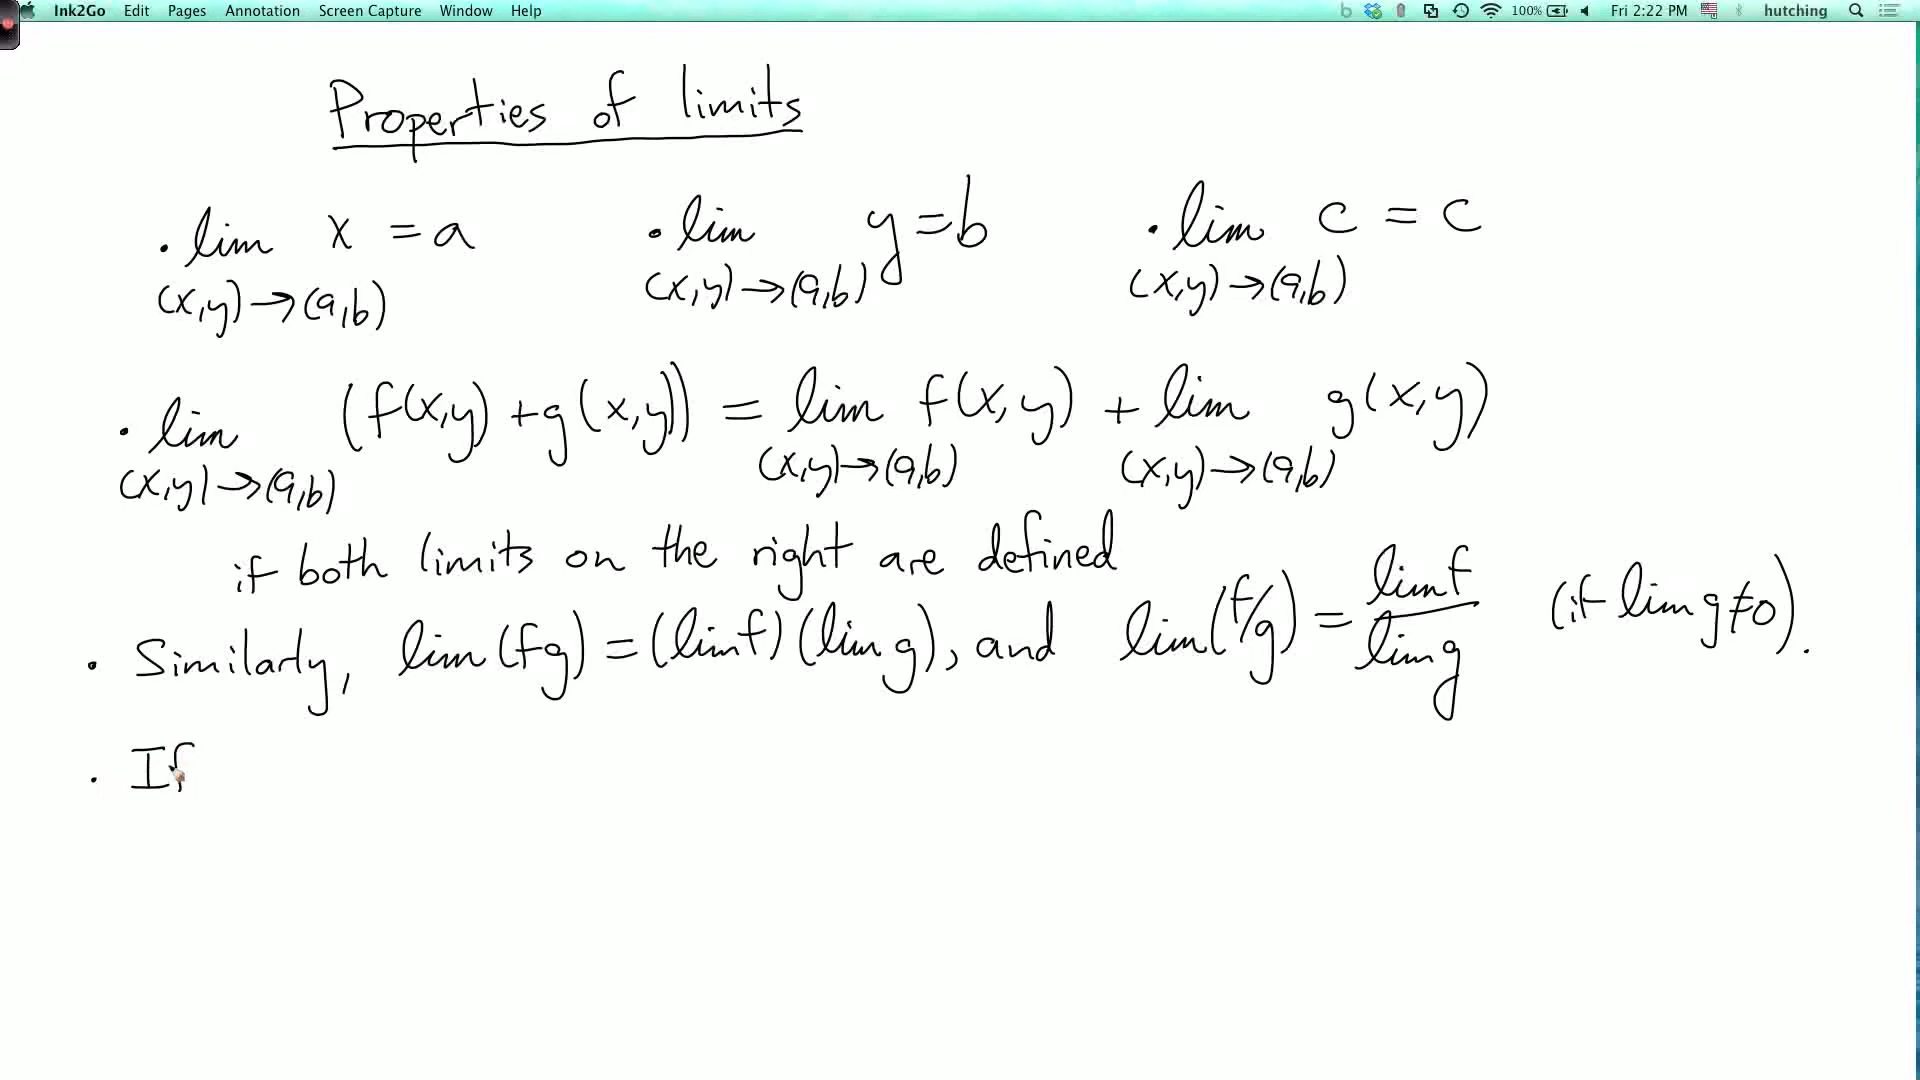 Ink2Go Edit Pages Annotation Screen Capture Window Help 100% Fri 2:22 PM hutching
Properties of limits
• lim x = a • lim y = b • lim c = c
(x,y)→(a,b) (x,y)→(a,b) (x,y)→(a,b)
• lim (f(x,y) + g(x,y)) = lim f(x,y) + lim g(x,y)
(x,y)→(a,b) (x,y)→(a,b) (x,y)→(a,b)
if both limits on the right are defined
• Similarly, lim(fg) = (lim f)(lim g), and lim(f/g) = lim f / lim g (if lim g ≠ 0).
• If